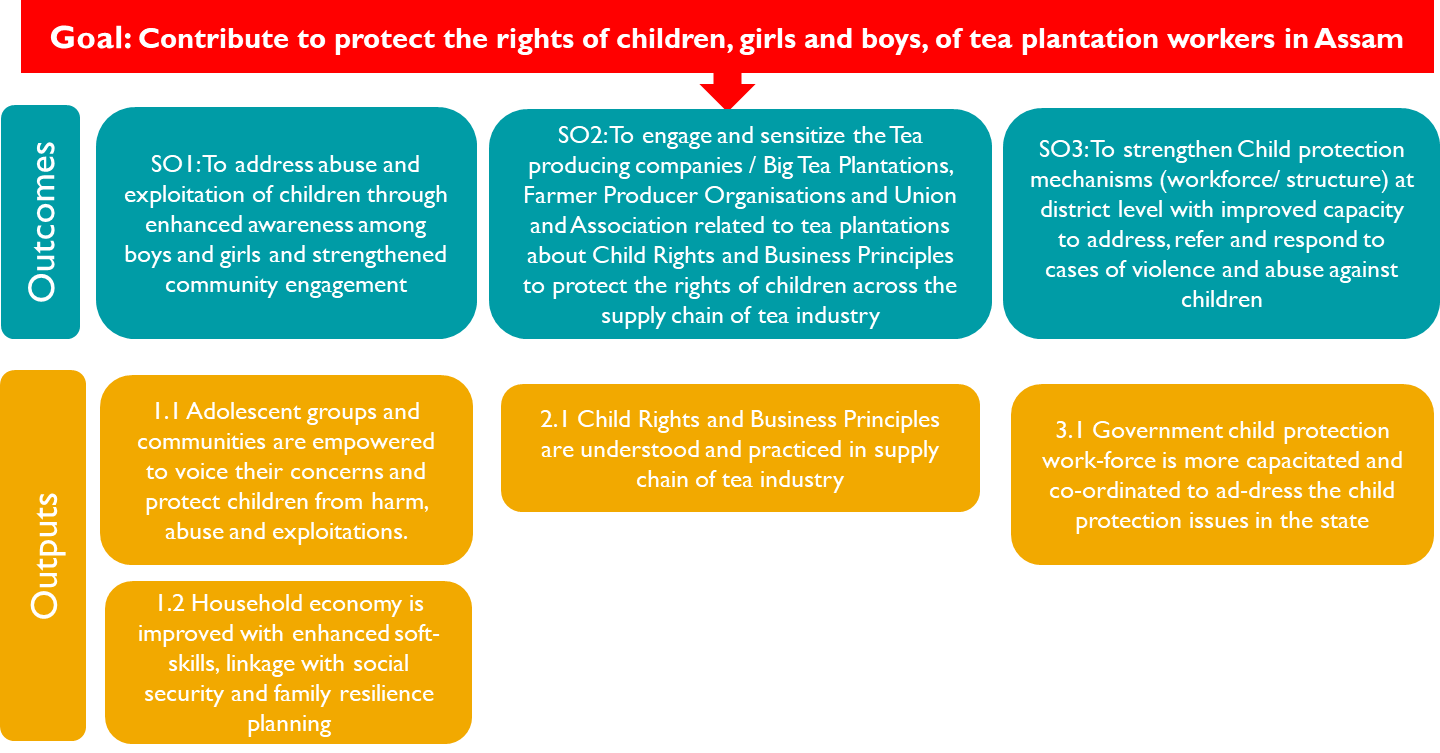 Goal: Contribute to protect the rights of children, girls and boys, of tea plantation workers in Assam
Outcomes
SO1: To address abuse and
exploitation of children through
enhanced awareness among
boys and girls and strengthened
community engagement
SO2: To engage and sensitize the Tea
producing companies / Big Tea Plantations,
Farmer Producer Organisations and Union
and Association related to tea plantations
about Child Rights and Business Principles
to protect the rights of children across the
supply chain of tea industry
SO3: To strengthen Child protection
mechanisms (workforce/ structure) at
district level with improved capacity
to address, refer and respond to
cases of violence and abuse against
children
Outputs
1.1 Adolescent groups and
communities are empowered
to voice their concerns and
protect children from harm,
abuse and exploitations.
1.2 Household economy is
improved with enhanced soft-
skills, linkage with social
security and family resilience
planning
2.1 Child Rights and Business Principles
are understood and practiced in supply
chain of tea industry
3.1 Government child protection
work-force is more capacitated and
co-ordinated to ad-dress the child
protection issues in the state